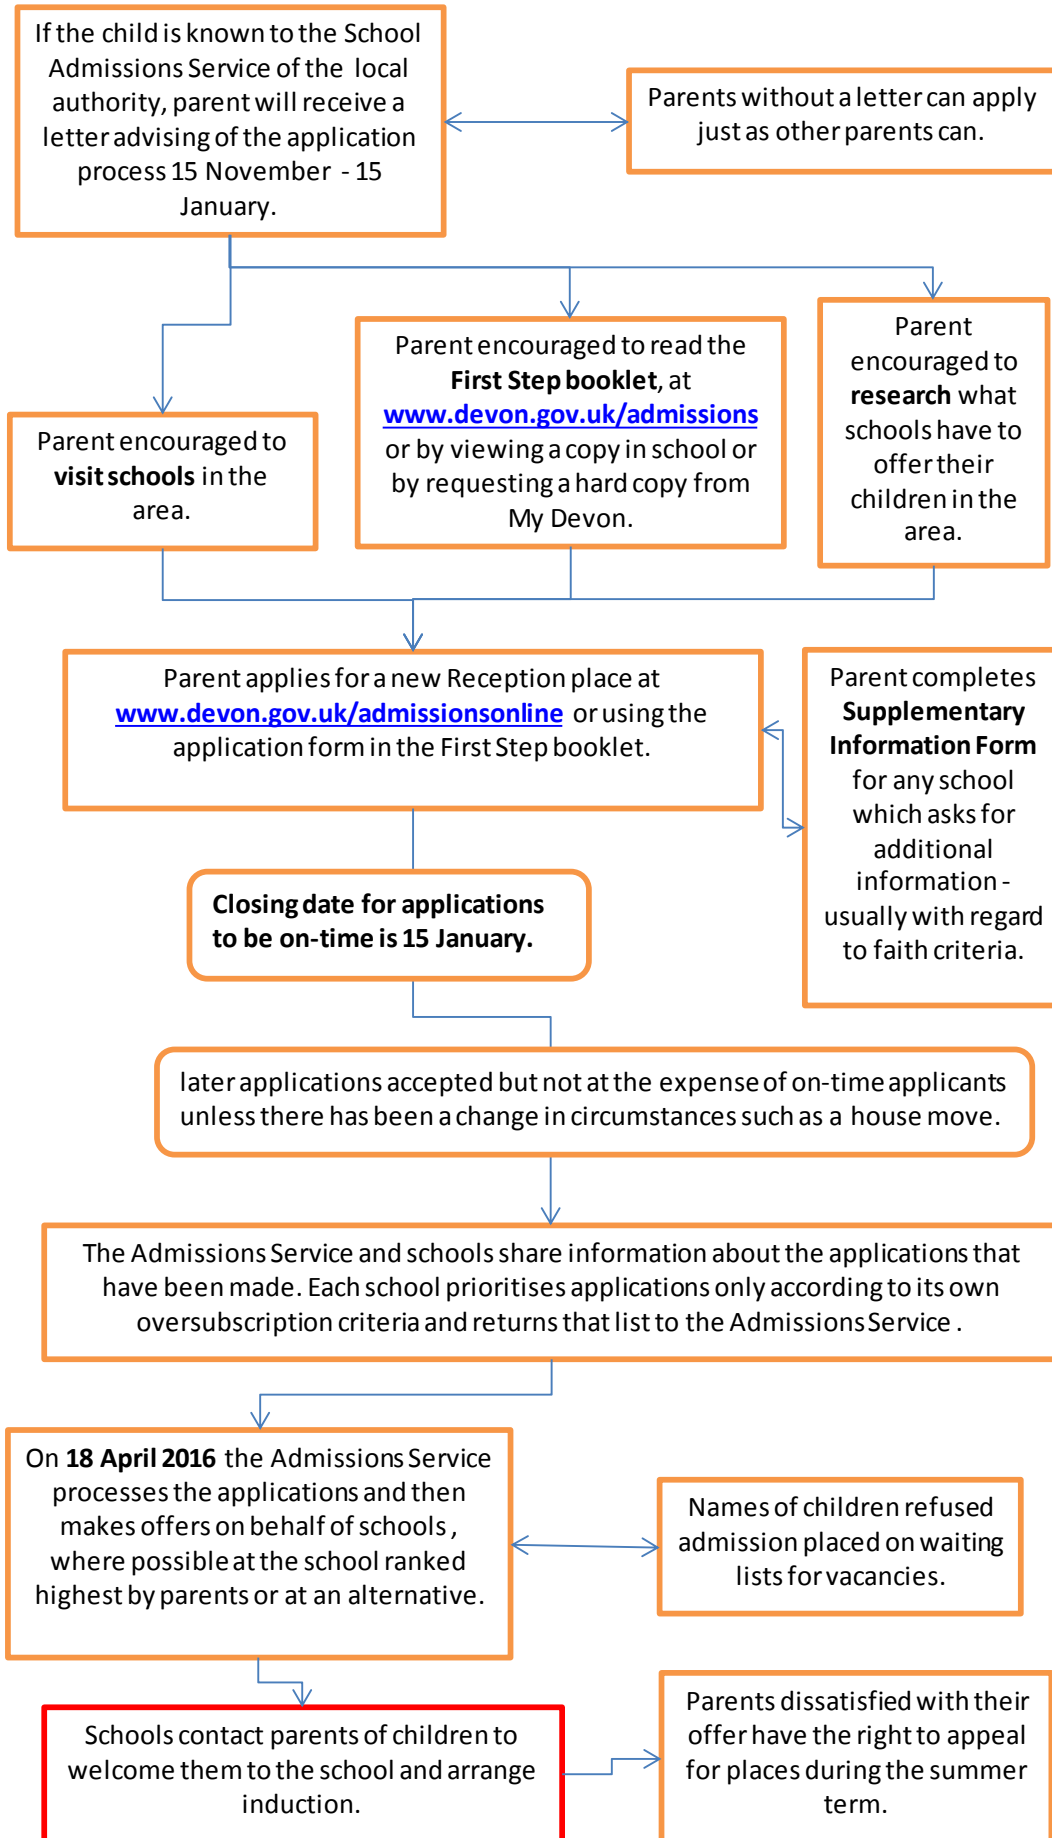 If the child is known to the School
Admissions Service of the local
authority, parent will receive a
letter advising of the application
process 15 November - 15
January.
Parents without a letter can apply
just as other parents can.
Parent encouraged to
visit schools in the
area.
Parent encouraged to read the
First Step booklet, at
www.devon.gov.uk/admissions
or by viewing a copy in school or
by requesting a hard copy from
My Devon.
Parent
encouraged to
research what
schools have to
offer their
children in the
area.
Parent applies for a new Reception place at
www.devon.gov.uk/admissionsonline or using the
application form in the First Step booklet.
Parent completes
Supplementary
Information Form
for any school
which asks for
additional
information -
usually with regard
to faith criteria.
Closing date for applications
to be on-time is 15 January.
later applications accepted but not at the expense of on-time applicants
unless there has been a change in circumstances such as a house move.
The Admissions Service and schools share information about the applications that
have been made. Each school prioritises applications only according to its own
oversubscription criteria and returns that list to the Admissions Service .
On 18 April 2016 the Admissions Service
processes the applications and then
makes offers on behalf of schools ,
where possible at the school ranked
highest by parents or at an alternative.
Names of children refused
admission placed on waiting
lists for vacancies.
Schools contact parents of children to
welcome them to the school and arrange
induction.
Parents dissatisfied with their
offer have the right to appeal
for places during the summer
term.